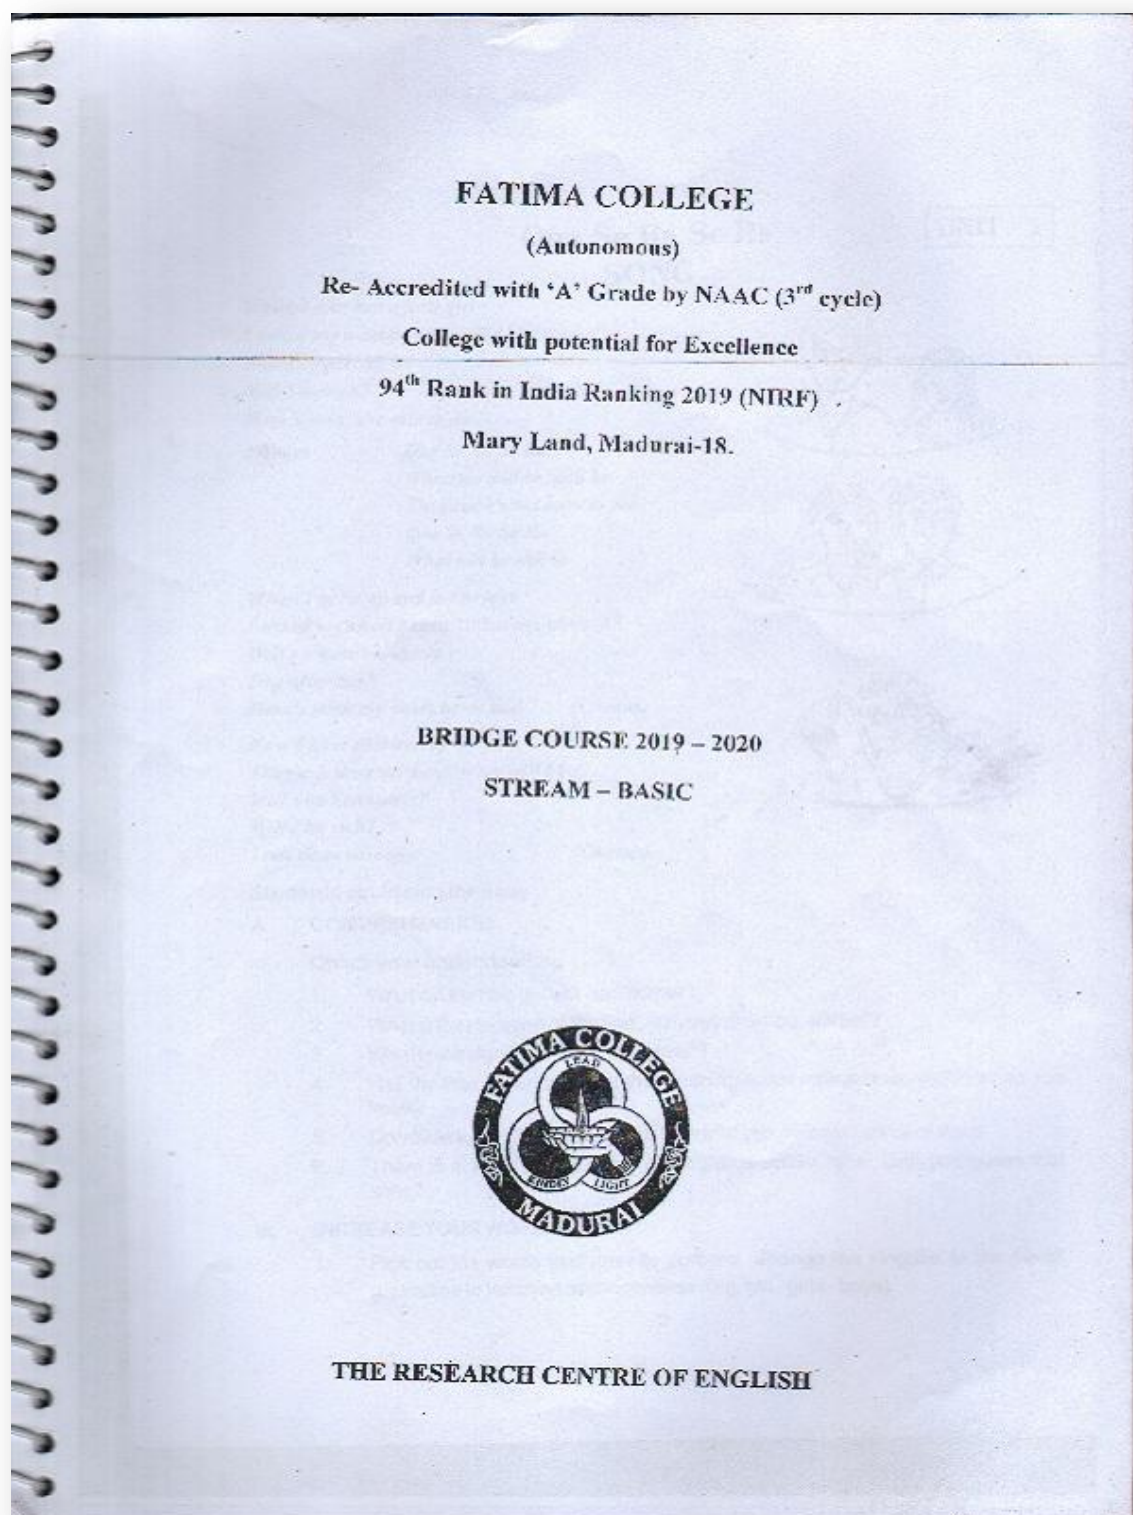 FATIMA COLLEGE
(Autonomous)
Re- Accredited with ‘A’ Grade by NAAC (3rd cycle)
College with potential for Excellence
94th Rank in India Ranking 2019 (NIRF)
Mary Land, Madurai-18.
BRIDGE COURSE 2019 – 2020
STREAM – BASIC
FATIMA COLLEGE
LEAD
KINDLY LIGHT
MADURAI
THE RESEARCH CENTRE OF ENGLISH